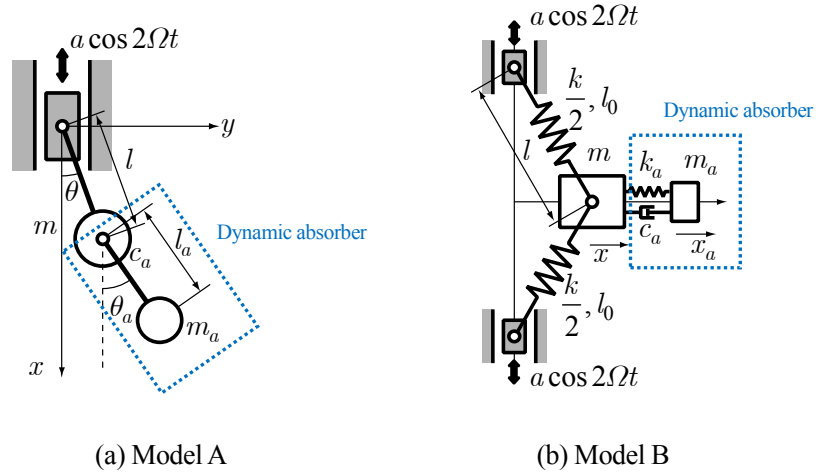 a cos 2Ωt
y
l
θ
m
Dynamic absorber
c_a
l_a
θ_a
m_a
x
(a) Model A
a cos 2Ωt
k/2, l_0
Dynamic absorber
l
m
k_a
m_a
c_a
x
x_a
k/2, l_0
a cos 2Ωt
(b) Model B